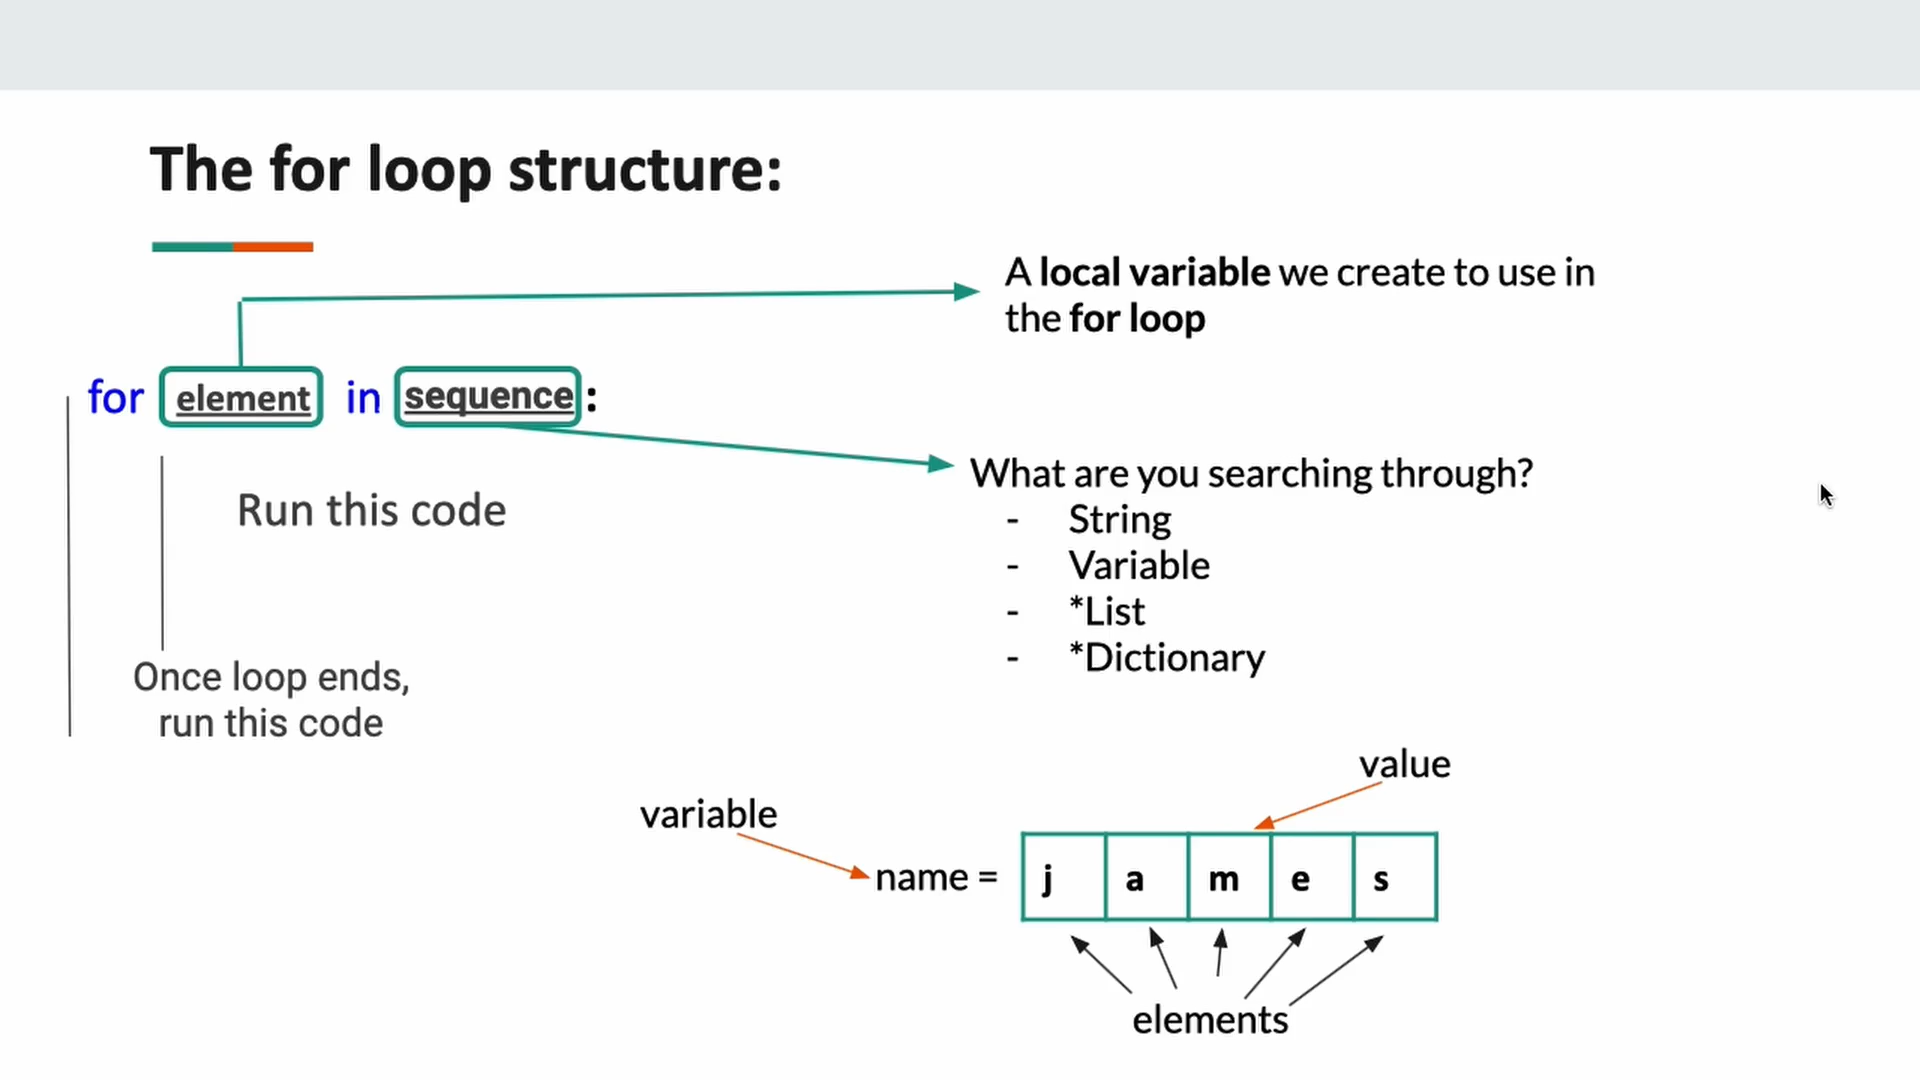 The for loop structure:
A local variable we create to use in
the for loop
for element in sequence:
Run this code
Once loop ends,
run this code
What are you searching through?
- String
- Variable
- *List
- *Dictionary
value
variable
name = j a m e s
elements